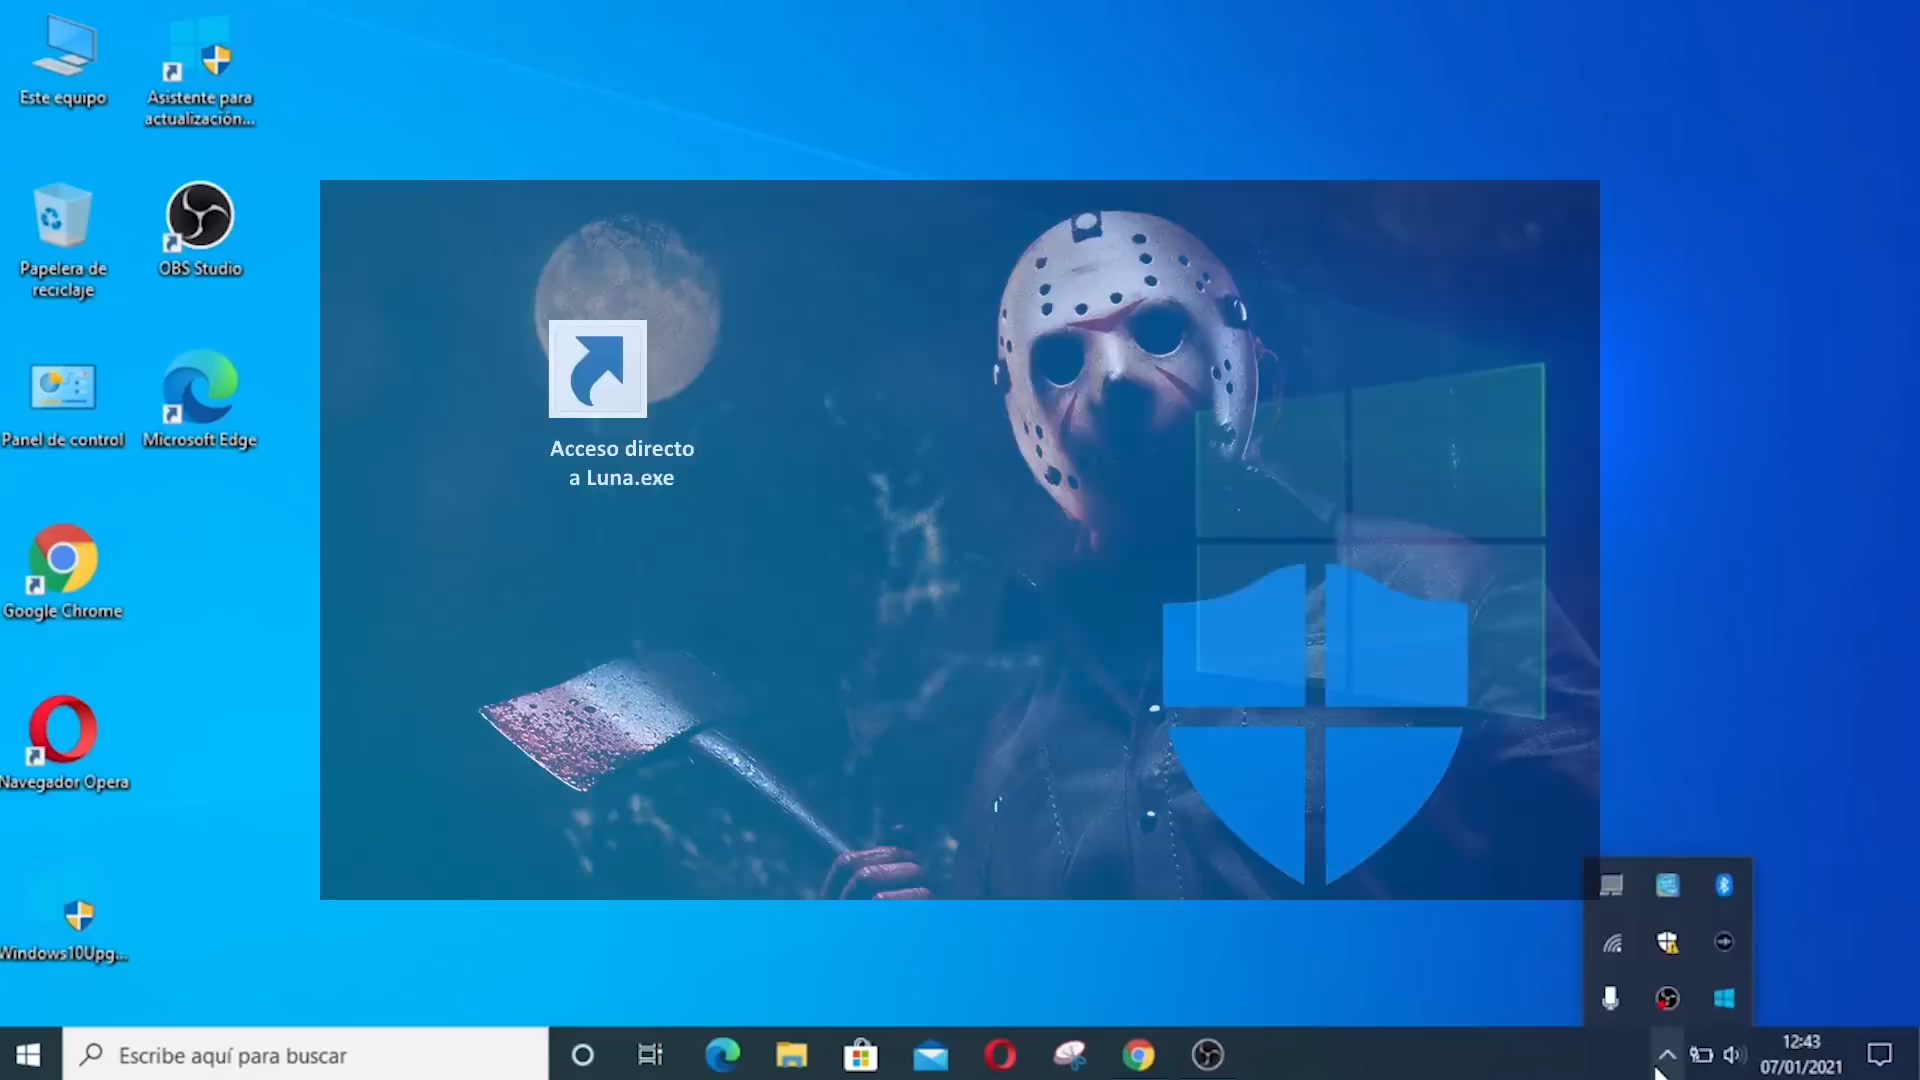 Este equipo
Asistente para
actualización...
Papelera de
reciclaje
OBS Studio
Panel de control
Microsoft Edge
Google Chrome
Navegador Opera
Windows10Upg...
Acceso directo
a Luna.exe
Escribe aquí para buscar
12:43
07/01/2021